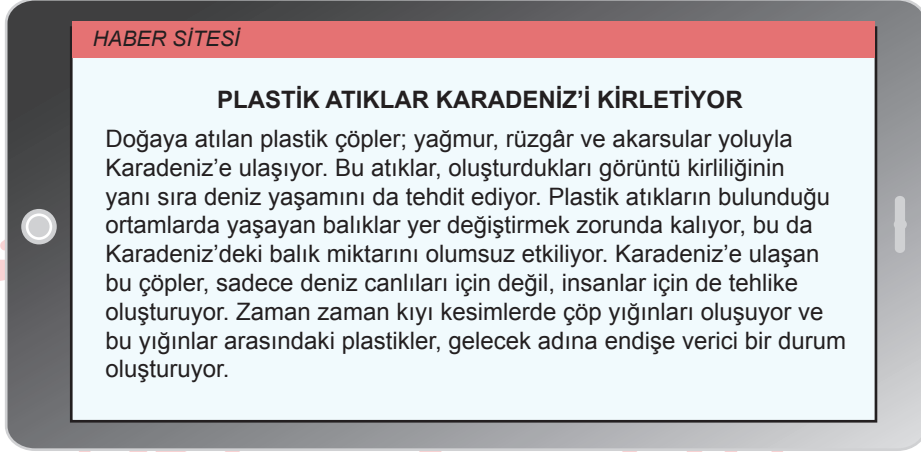 HABER SİTESİ
PLASTİK ATIKLAR KARADENİZ’İ KİRLETİYOR
Doğaya atılan plastik çöpler; yağmur, rüzgâr ve akarsular yoluyla
Karadeniz’e ulaşıyor. Bu atıklar, oluşturdukları görüntü kirliliğinin
yanı sıra deniz yaşamını da tehdit ediyor. Plastik atıkların bulunduğu
ortamlarda yaşayan balıklar yer değiştirmek zorunda kalıyor, bu da
Karadeniz’deki balık miktarını olumsuz etkiliyor. Karadeniz’e ulaşan
bu çöpler, sadece deniz canlıları için değil, insanlar için de tehlike
oluşturuyor. Zaman zaman kıyı kesimlerde çöp yığınları oluşuyor ve
bu yığınlar arasındaki plastikler, gelecek adına endişe verici bir durum
oluşturuyor.